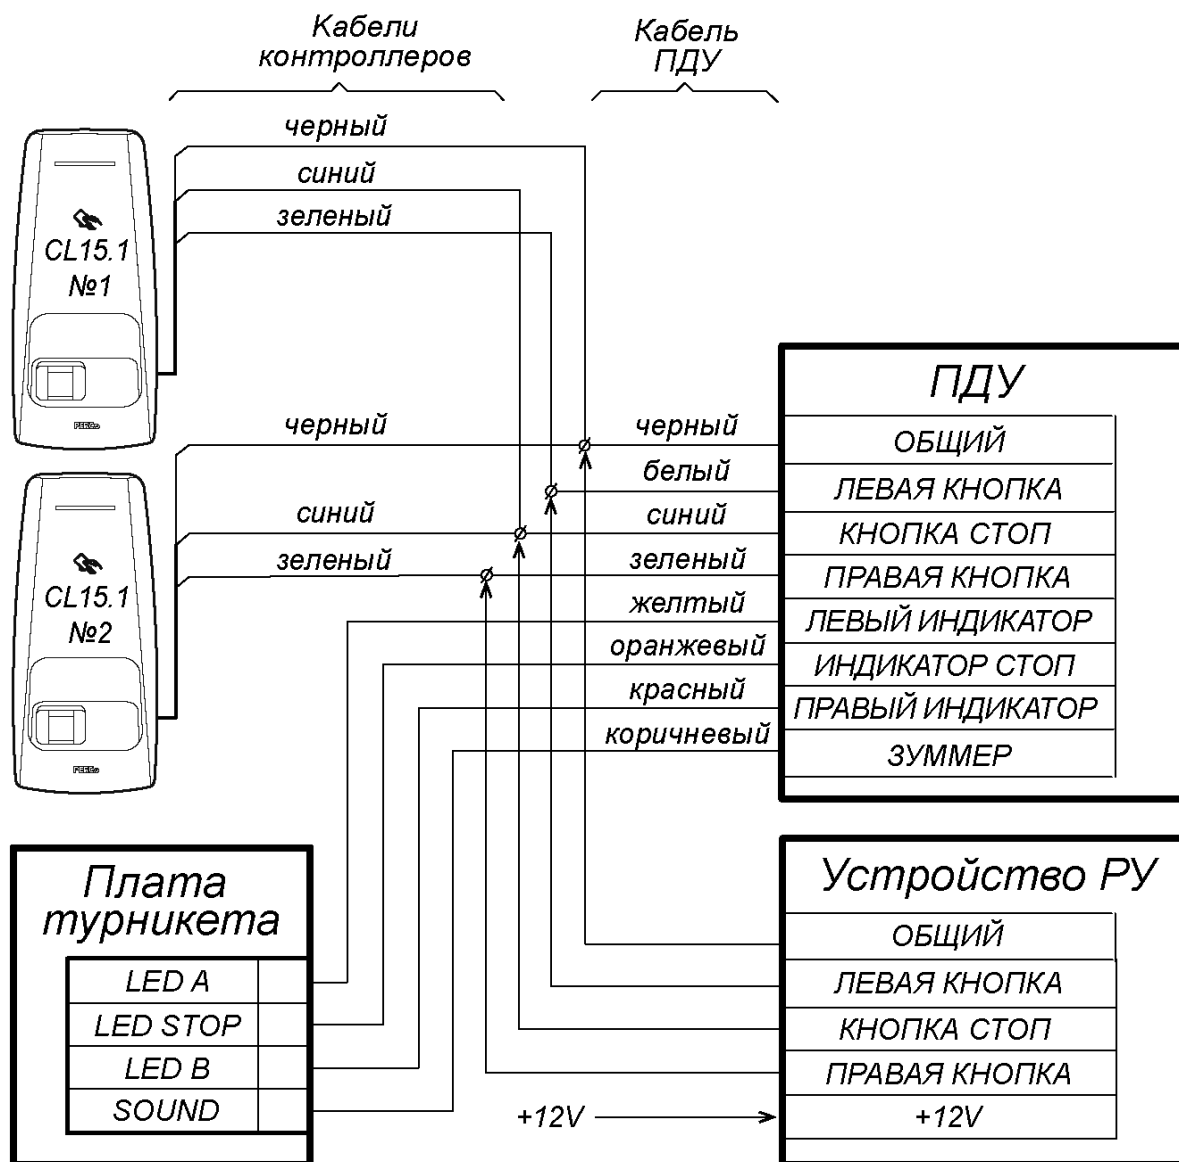 Кабели
контроллеров
Кабель
ПДУ
черный
синий
зеленый
CL15.1
№1
PERCo
ПДУ
черный
черный
ОБЩИЙ
белый
ЛЕВАЯ КНОПКА
синий
синий
КНОПКА СТОП
зеленый
зеленый
ПРАВАЯ КНОПКА
CL15.1
№2
желтый
ЛЕВЫЙ ИНДИКАТОР
оранжевый
ИНДИКАТОР СТОП
красный
ПРАВЫЙ ИНДИКАТОР
коричневый
ЗУММЕР
PERCo
Плата
турникета
LED A
LED STOP
LED B
SOUND
Устройство РУ
ОБЩИЙ
ЛЕВАЯ КНОПКА
КНОПКА СТОП
ПРАВАЯ КНОПКА
+12V
+12V